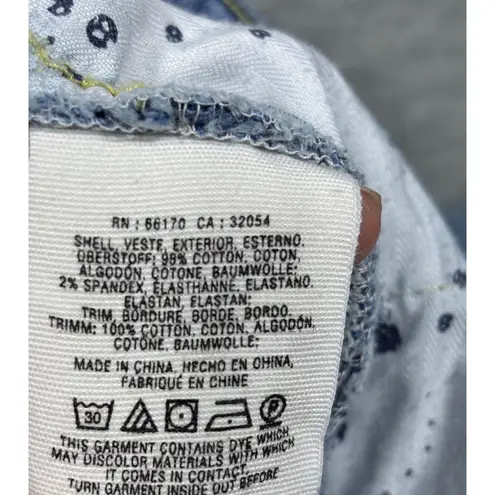 RN : 66170 CA : 32054
SHELL, VESTE, EXTERIOR, ESTERNO.
OBERSTOFF: 99% COTTON, COTON,
ALGODÓN, COTONE, BAUMWOLLE;
2% SPANDEX, ÉLASTHANNE, ELASTANO,
ELASTAN, ELASTAN;
TRIM, BORDURE, BORDE, BORDO.
TRIMM: 100% COTTON, COTON, ALGODÓN,
COTONE, BAUMWOLLE;
MADE IN CHINA, HECHO EN CHINA,
FABRIQUÉ EN CHINE
30
THIS GARMENT CONTAINS DYE WHICH
MAY DISCOLOR MATERIALS WITH WHICH
IT COMES IN CONTACT.
TURN GARMENT INSIDE OUT BEFORE